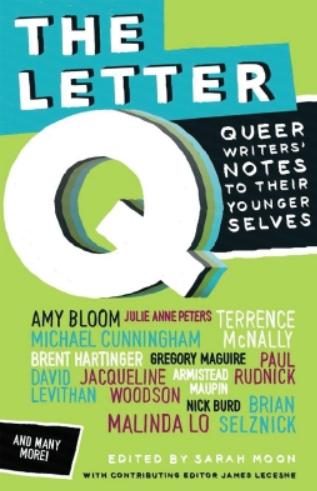 THE
LETTER
Q
QUEER
WRITERS'
NOTES
TO THEIR
YOUNGER
SELVES
AMY BLOOM JULIE ANNE PETERS TERRENCE
MICHAEL CUNNINGHAM McNALLY
BRENT HARTINGER GREGORY MAGUIRE PAUL
DAVID JACQUELINE ARMISTEAD RUDNICK
LEVITHAN WOODSON MAUPIN
NICK BURD BRIAN
MALINDA LO SELZNICK
AND MANY
MORE!
EDITED BY SARAH MOON
WITH CONTRIBUTING EDITOR JAMES LECESNE